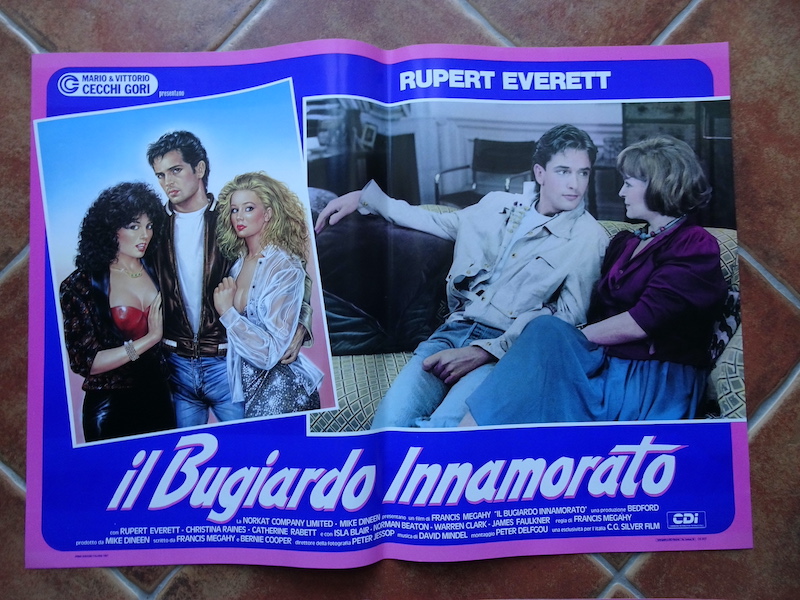 MARIO & VITTORIO
CECCHI GORI
presentano
RUPERT EVERETT
il Bugiardo Innamorato
La NORKAT COMPANY LIMITED - MIKE DINEEN presentano un film di FRANCIS MEGAHY "IL BUGIARDO INNAMORATO" una produzione BEDFORD
con RUPERT EVERETT - CHRISTINA RAINES - CATHERINE RABETT e con ISLA BLAIR - NORMAN BEATON - WARREN CLARK - JAMES FAULKNER regia di FRANCIS MEGAHY
prodotto da MIKE DINEEN scritto da FRANCIS MEGAHY e BERNIE COOPER direttore della fotografia PETER JESSOP musica di DAVID MINDEL montaggio PETER DELFGOU una esclusività per l'Italia C.G. SILVER FILM
CDi